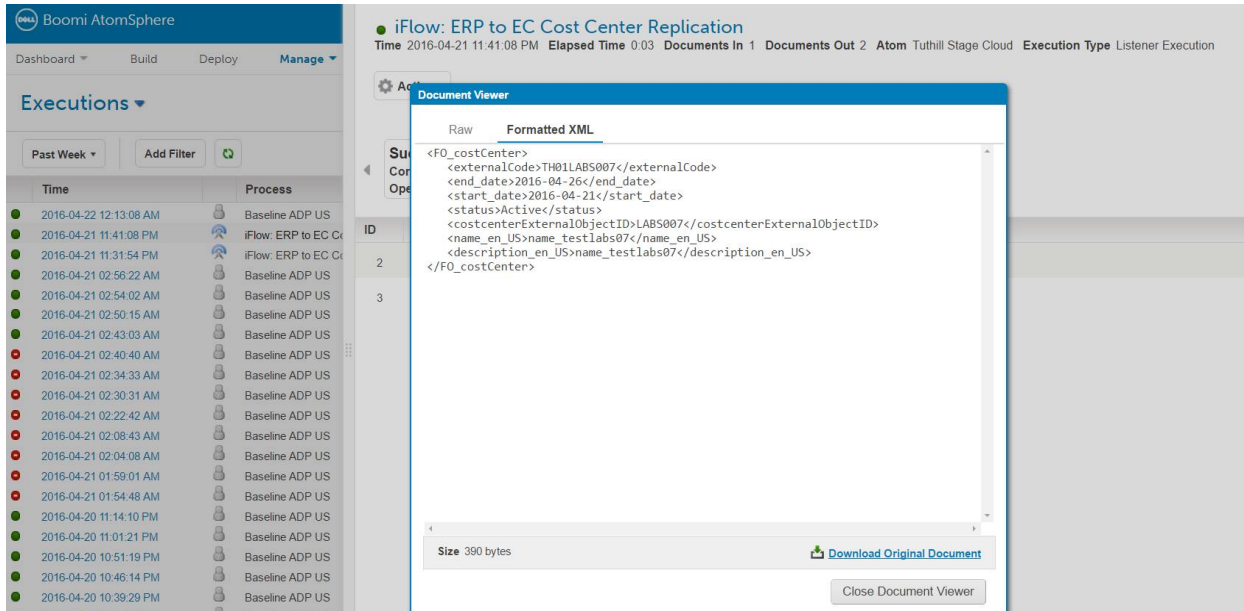 DELL Boomi AtomSphere
Dashboard Build Deploy Manage
Executions
Past Week Add Filter
Time Process
2016-04-22 12:13:08 AM Baseline ADP US
2016-04-21 11:41:08 PM iFlow: ERP to EC
2016-04-21 11:31:54 PM iFlow: ERP to EC
2016-04-21 02:56:22 AM Baseline ADP US
2016-04-21 02:54:02 AM Baseline ADP US
2016-04-21 02:50:15 AM Baseline ADP US
2016-04-21 02:43:03 AM Baseline ADP US
2016-04-21 02:40:40 AM Baseline ADP US
2016-04-21 02:34:33 AM Baseline ADP US
2016-04-21 02:30:31 AM Baseline ADP US
2016-04-21 02:22:42 AM Baseline ADP US
2016-04-21 02:08:43 AM Baseline ADP US
2016-04-21 02:04:08 AM Baseline ADP US
2016-04-21 01:59:01 AM Baseline ADP US
2016-04-21 01:54:48 AM Baseline ADP US
2016-04-20 11:14:10 PM Baseline ADP US
2016-04-20 11:01:21 PM Baseline ADP US
2016-04-20 10:51:19 PM Baseline ADP US
2016-04-20 10:46:14 PM Baseline ADP US
2016-04-20 10:39:29 PM Baseline ADP US
iFlow: ERP to EC Cost Center Replication
Time 2016-04-21 11:41:08 PM Elapsed Time 0:03 Documents In 1 Documents Out 2 Atom Tuthill Stage Cloud Execution Type Listener Execution
ID
2
3
Document Viewer
Raw Formatted XML
<FO_costCenter>
<externalCode>TH01LABS007</externalCode>
<end_date>2016-04-26</end_date>
<start_date>2016-04-21</start_date>
<status>Active</status>
<costcenterExternalObjectID>LABS007</costcenterExternalObjectID>
<name_en_US>name_testlabs07</name_en_US>
<description_en_US>name_testlabs07</description_en_US>
</FO_costCenter>
Size 390 bytes Download Original Document
Close Document Viewer